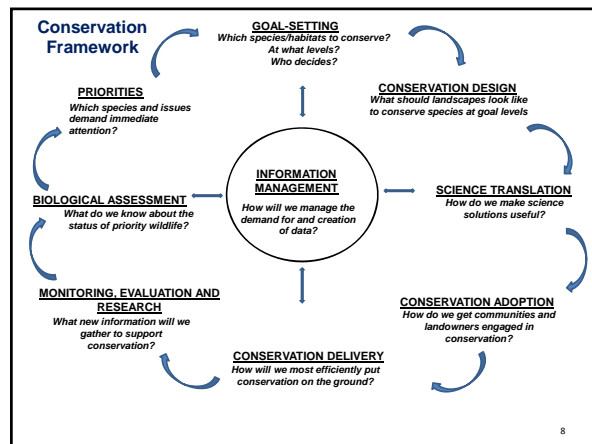 Conservation
Framework
GOAL-SETTING
Which species/habitats to conserve?
At what levels?
Who decides?
CONSERVATION DESIGN
What should landscapes look like
to conserve species at goal levels
SCIENCE TRANSLATION
How do we make science
solutions useful?
CONSERVATION ADOPTION
How do we get communities and
landowners engaged in
conservation?
CONSERVATION DELIVERY
How will we most efficiently put
conservation on the ground?
MONITORING, EVALUATION AND
RESEARCH
What new information will we
gather to support
conservation?
BIOLOGICAL ASSESSMENT
What do we know about the
status of priority wildlife?
PRIORITIES
Which species and issues
demand immediate
attention?
INFORMATION
MANAGEMENT
How will we manage the
demand for and creation
of data?
8